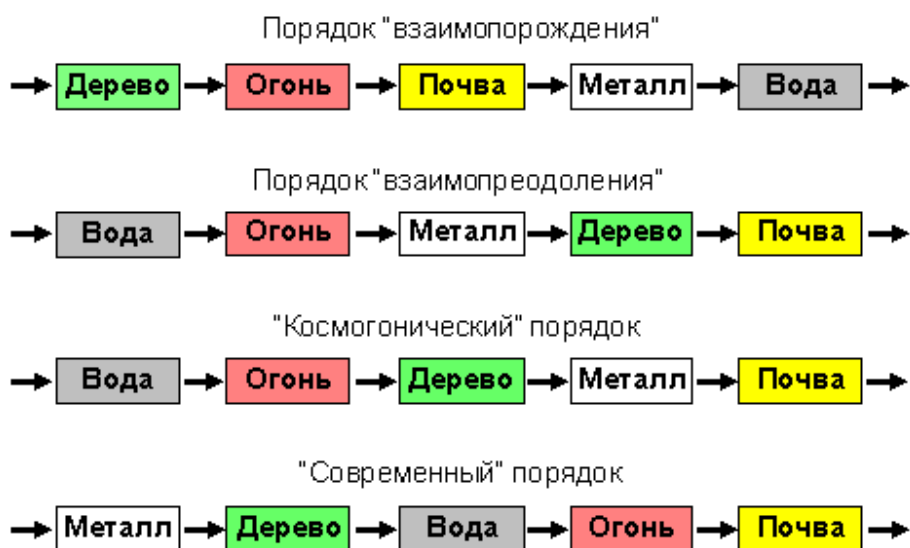 Порядок "взаимопорождения"
Дерево Огонь Почва Металл Вода
Порядок "взаимопреодоления"
Вода Огонь Металл Дерево Почва
"Космогонический" порядок
Вода Огонь Дерево Металл Почва
"Современный" порядок
Металл Дерево Вода Огонь Почва